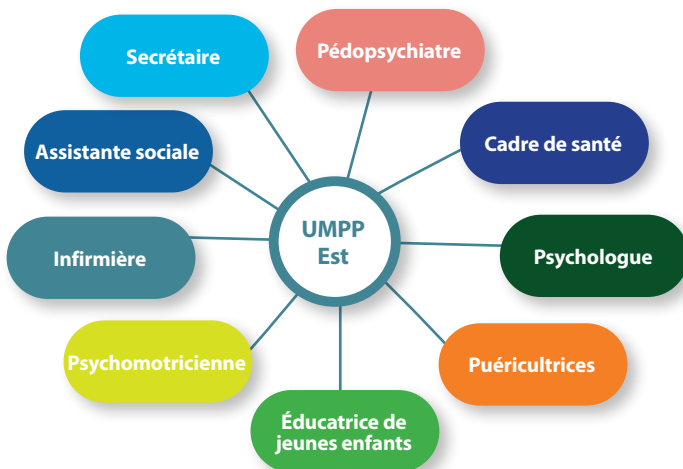 Secrétaire
Pédopsychiatre
Assistante sociale
Cadre de santé
UMPP
Est
Infirmière
Psychologue
Psychomotricienne
Puéricultrices
Éducatrice de
jeunes enfants